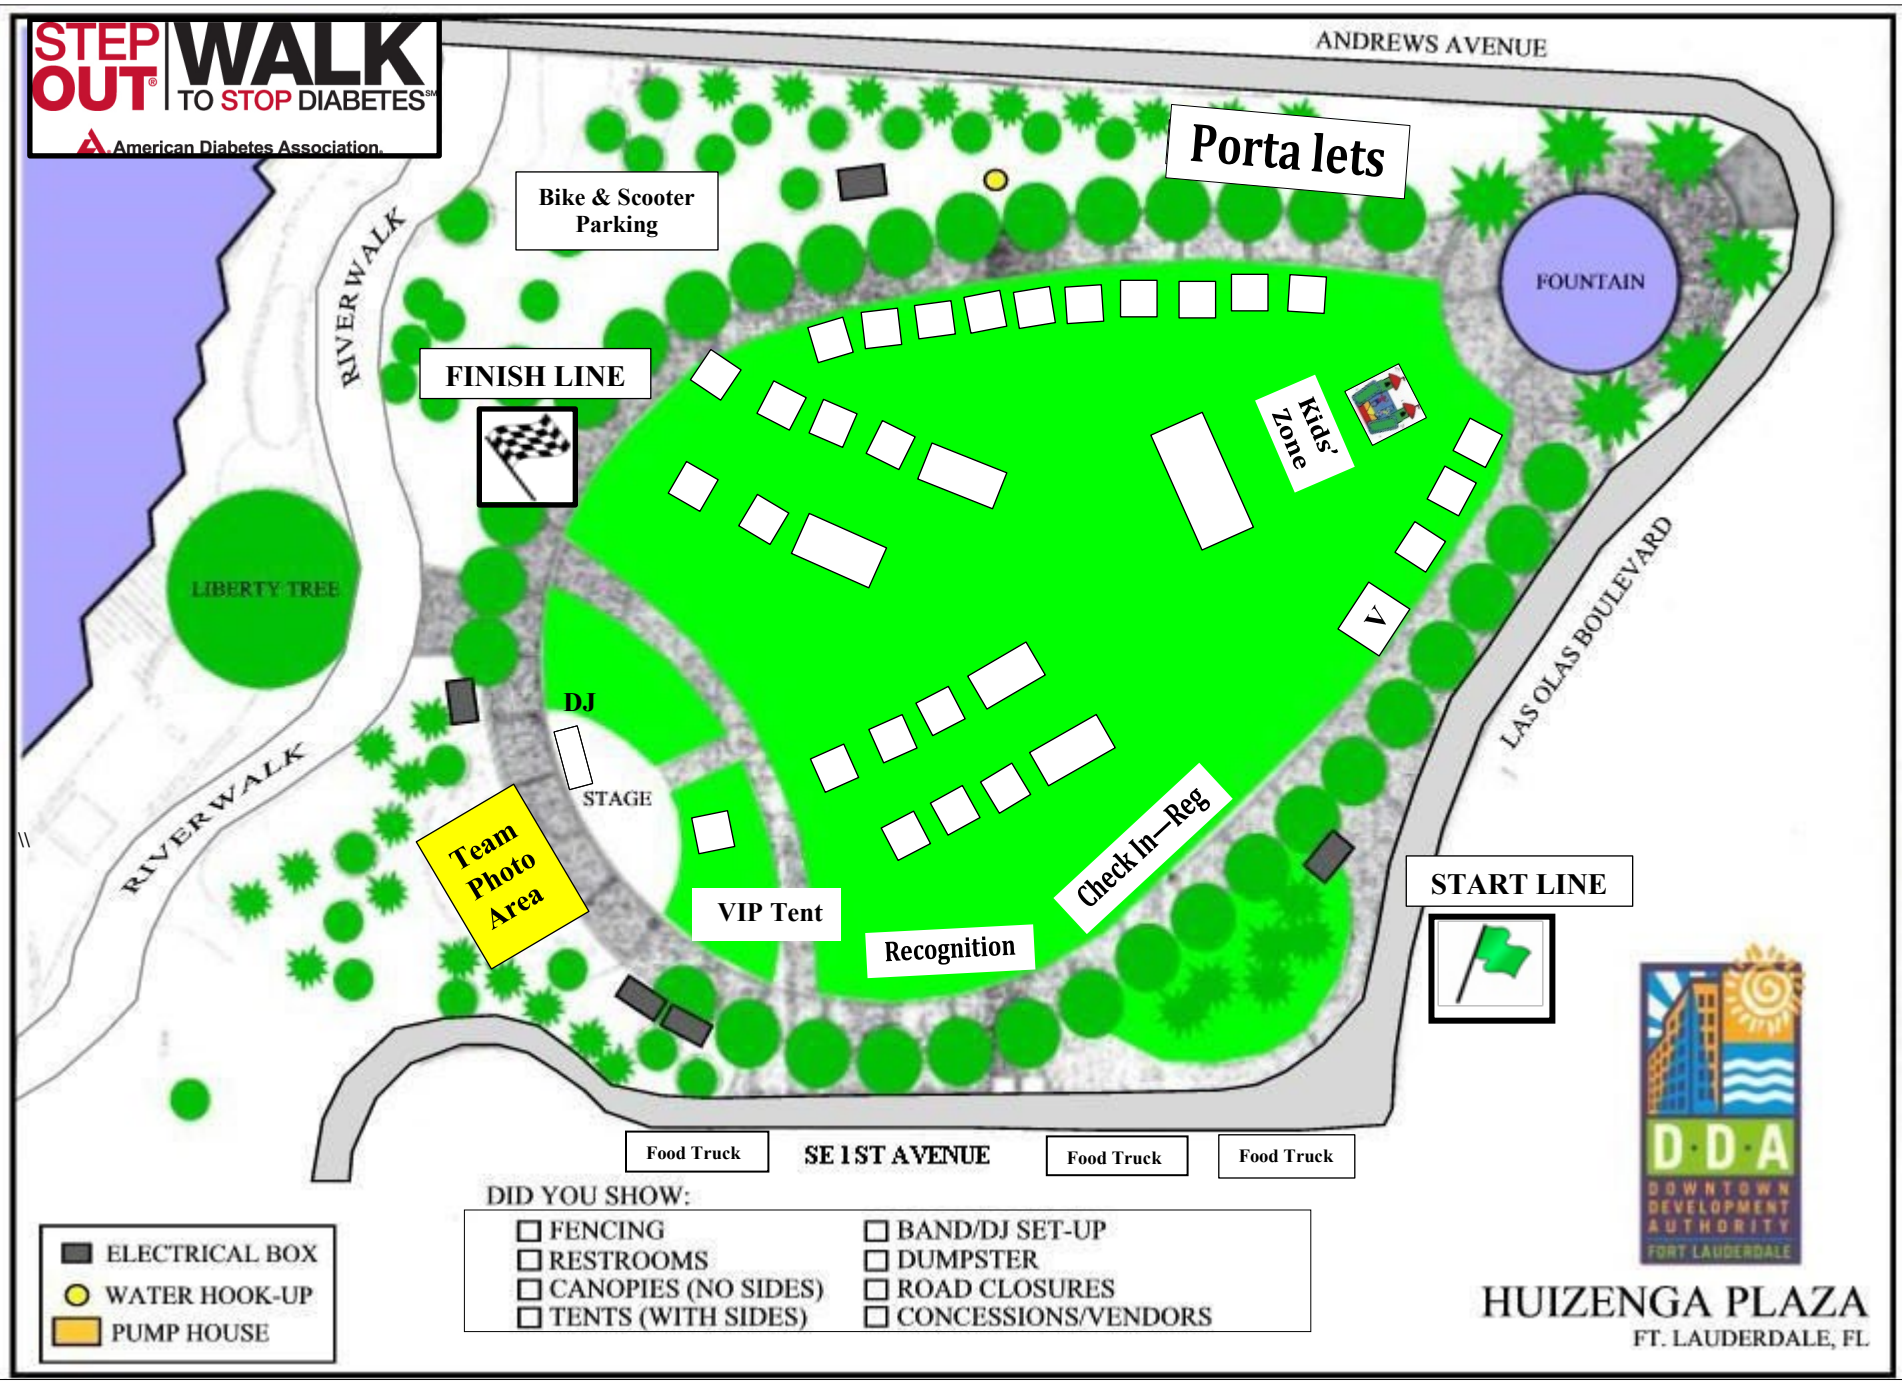 STEP OUT® WALK
TO STOP DIABETES℠
American Diabetes Association.
ANDREWS AVENUE
Porta lets
Bike & Scooter
Parking
RIVERWALK
FOUNTAIN
FINISH LINE
Kids'
Zone
LIBERTY TREE
V
LAS OLAS BOULEVARD
DJ
STAGE
RIVERWALK
Team
Photo
Area
Check In—Reg
START LINE
VIP Tent
Recognition
Food Truck
SE 1ST AVENUE
Food Truck
Food Truck
DID YOU SHOW:
FENCING
RESTROOMS
CANOPIES (NO SIDES)
TENTS (WITH SIDES)
BAND/DJ SET-UP
DUMPSTER
ROAD CLOSURES
CONCESSIONS/VENDORS
ELECTRICAL BOX
WATER HOOK-UP
PUMP HOUSE
D·D·A
DOWNTOWN
DEVELOPMENT
AUTHORITY
FORT LAUDERDALE
HUIZENGA PLAZA
FT. LAUDERDALE, FL